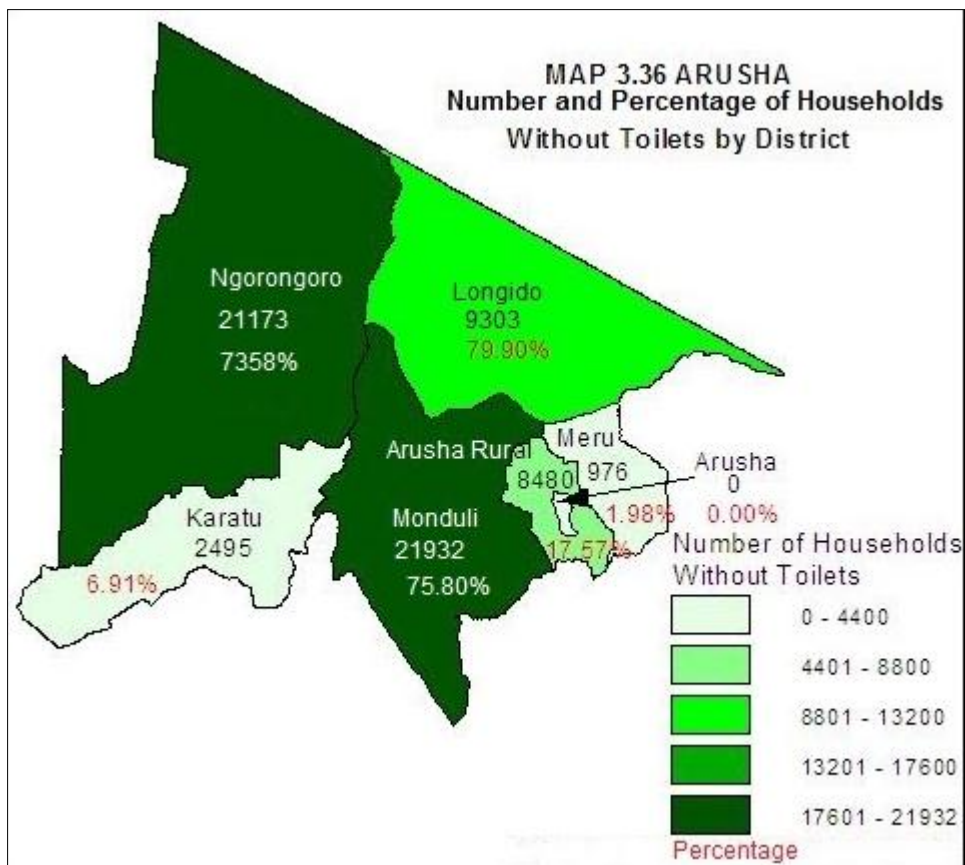 MAP 3.36 ARUSHA
Number and Percentage of Households
Without Toilets by District
Ngorongoro
21173
7358%
Longido
9303
79.90%
Meru
976
1.98%
Arusha
0
0.00%
Arusha Rural
8480
17.57%
Karatu
2495
6.91%
Monduli
21932
75.80%
Number of Households
Without Toilets
0 - 4400
4401 - 8800
8801 - 13200
13201 - 17600
17601 - 21932
Percentage